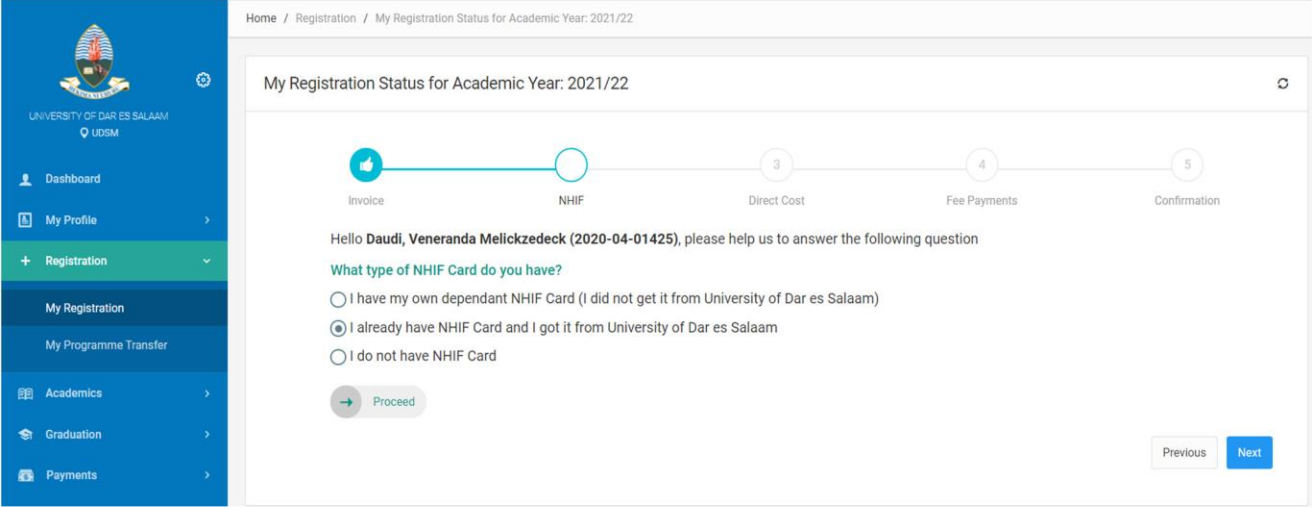 UNIVERSITY OF DAR ES SALAAM
UDSM
Dashboard
My Profile
Registration
My Registration
My Programme Transfer
Academics
Graduation
Payments
Home / Registration / My Registration Status for Academic Year: 2021/22
My Registration Status for Academic Year: 2021/22
3
4
5
Invoice
NHIF
Direct Cost
Fee Payments
Confirmation
Hello Daudi, Veneranda Melickzedeck (2020-04-01425), please help us to answer the following question
What type of NHIF Card do you have?
I have my own dependant NHIF Card (I did not get it from University of Dar es Salaam)
I already have NHIF Card and I got it from University of Dar es Salaam
I do not have NHIF Card
Proceed
Previous
Next